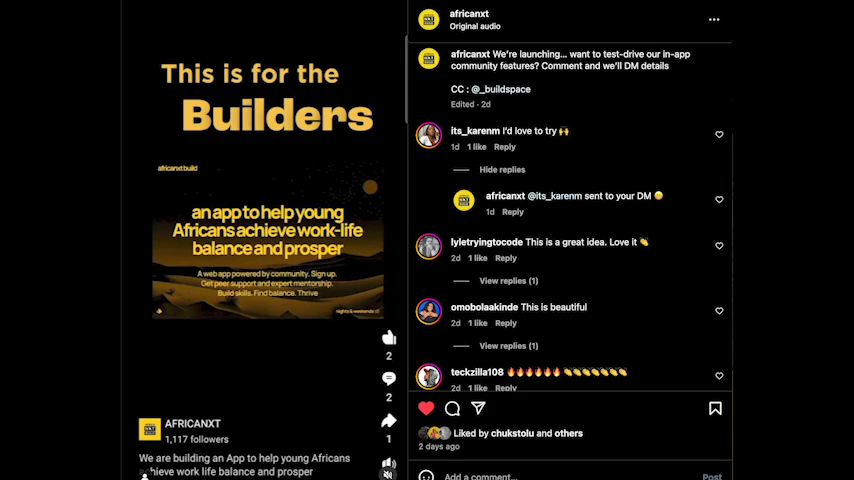 This is for the
Builders
africanxt build
an app to help young
Africans achieve work-life
balance and prosper
A web app powered by community. Sign up.
Get peer support and expert mentorship.
Build skills. Find balance. Thrive
nights & weekends
2
2
1
AFRICANXT
1,117 followers
We are building an App to help young Africans
achieve work life balance and prosper
africanxt
Original audio
africanxt We're launching... want to test-drive our in-app
community features? Comment and we'll DM details
CC : @_buildspace
Edited · 2d
its_karenm I'd love to try 🙌
1d 1 like Reply
Hide replies
africanxt @its_karenm sent to your DM 😊
1d Reply
lyletryingtocode This is a great idea. Love it 👏
2d 1 like Reply
View replies (1)
omobolaakinde This is beautiful
2d 1 like Reply
View replies (1)
teckzilla108 🔥🔥🔥🔥🔥🔥👏👏👏👏👏👏👏
2d 1 like Reply
Liked by chukstolu and others
2 days ago
Add a comment...
Post